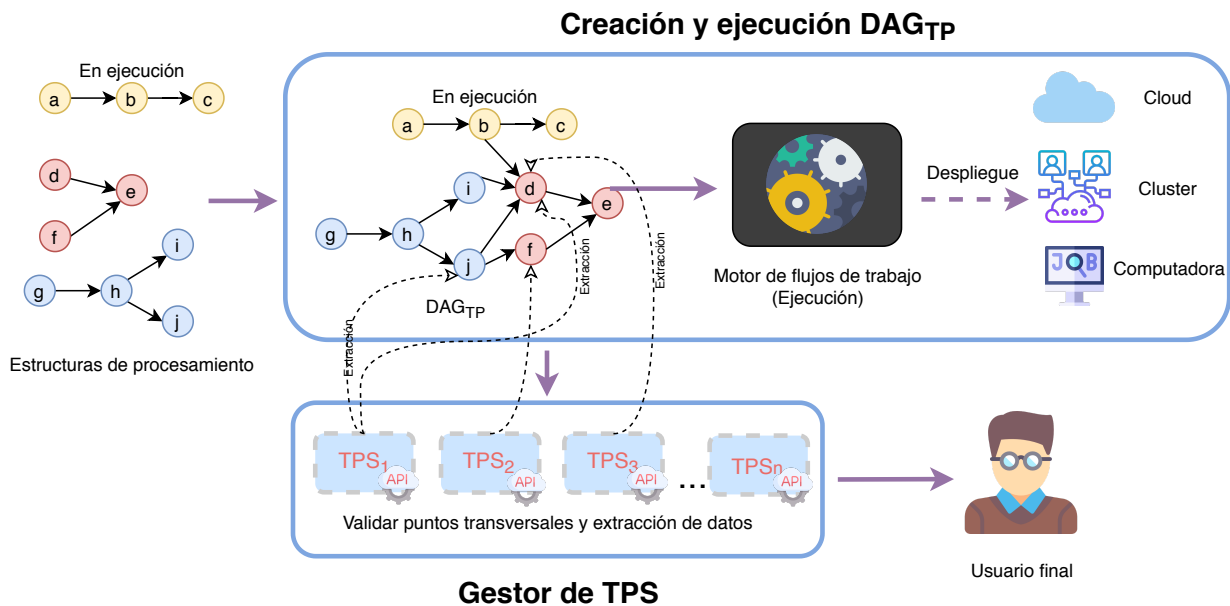 Creación y ejecución DAGTP
En ejecución
a
b
c
d
e
f
g
h
i
j
Estructuras de procesamiento
En ejecución
a
b
c
i
d
e
g
h
j
f
DAGTP
Extracción
Extracción
Extracción
Motor de flujos de trabajo
(Ejecución)
Despliegue
Cloud
Cluster
J B
Computadora
TPS1
API
TPS2
API
TPS3
API
...
TPSn
API
Validar puntos transversales y extracción de datos
Gestor de TPS
Usuario final